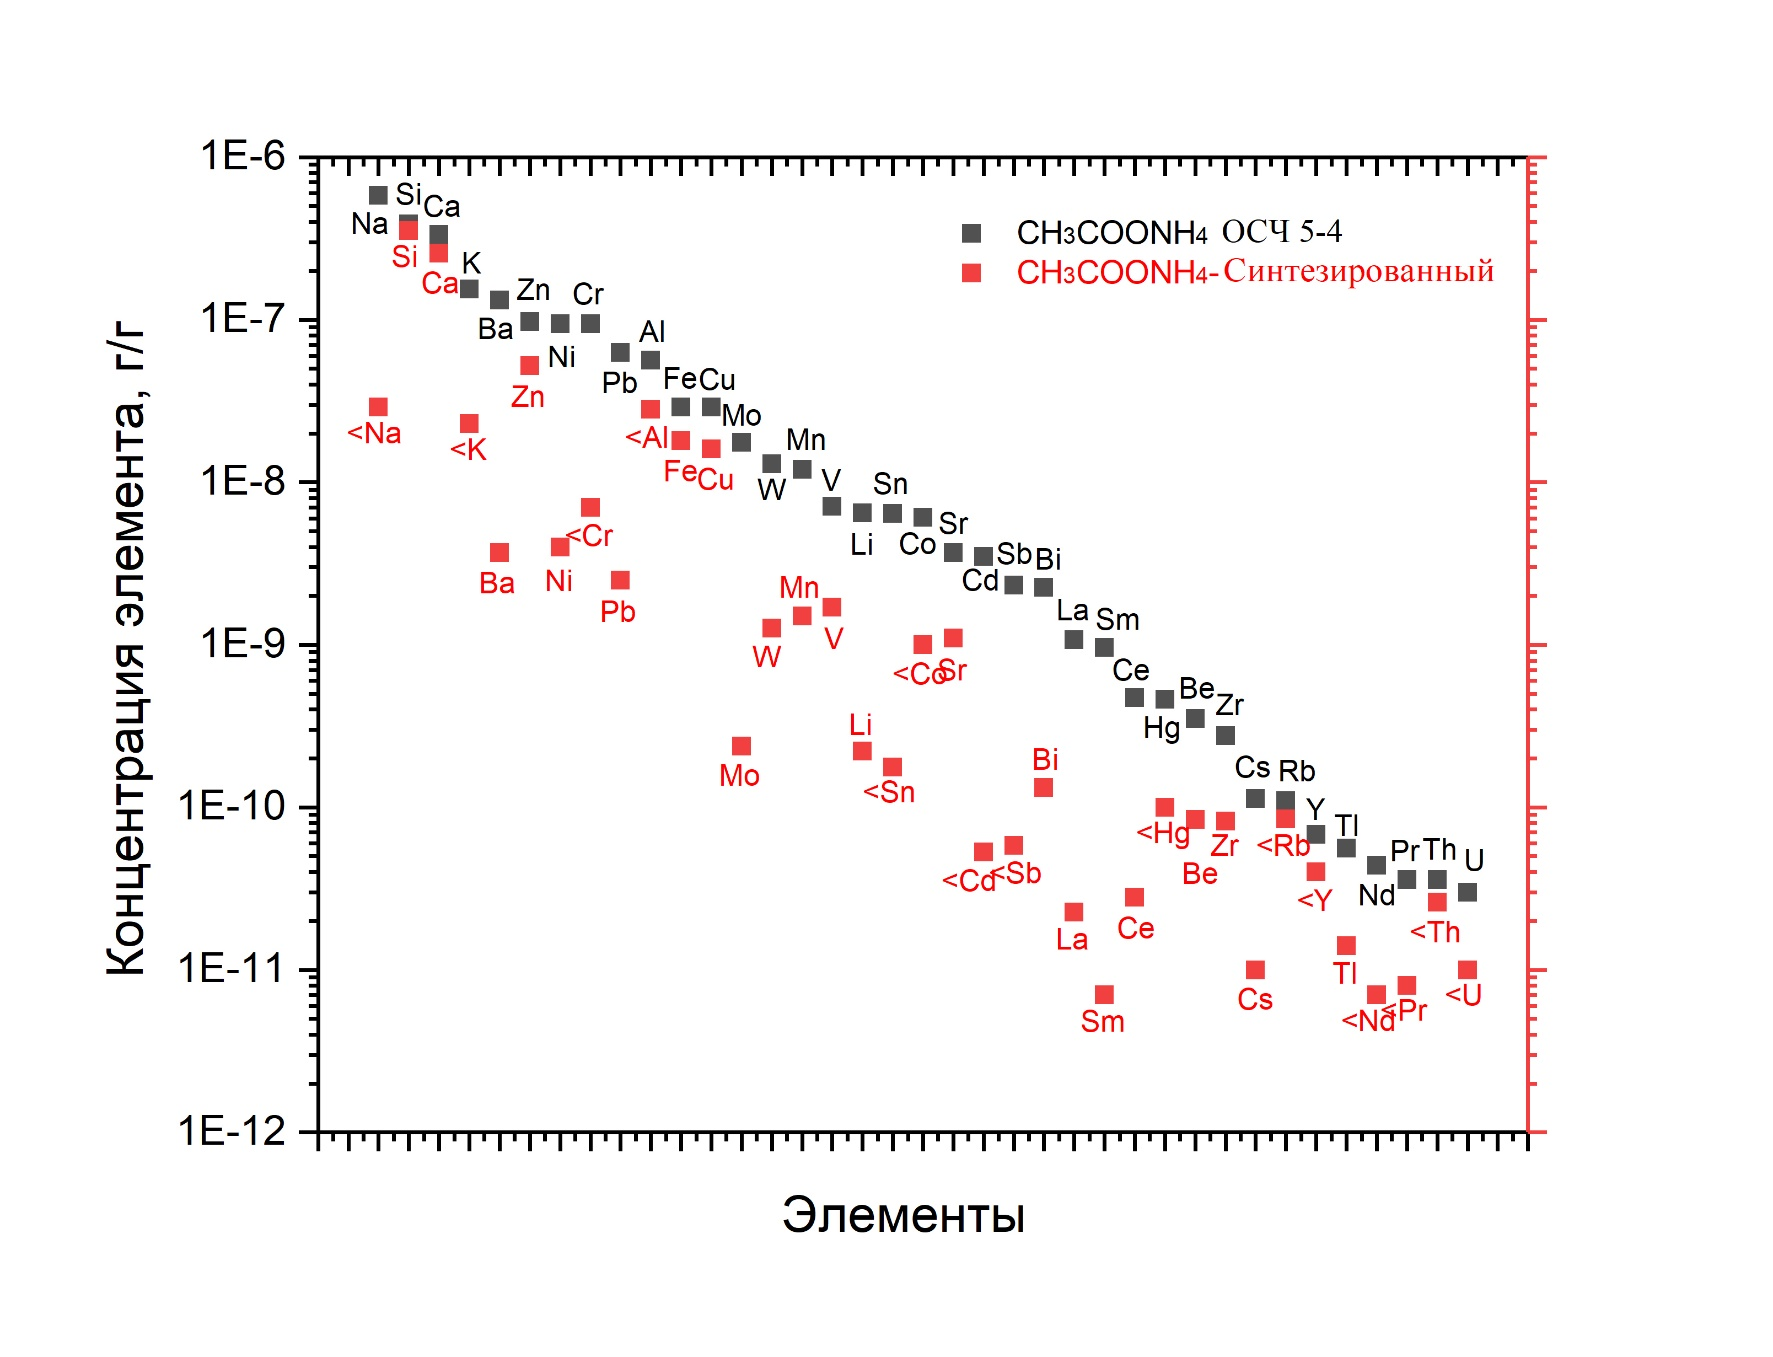 1E-6
1E-7
1E-8
1E-9
1E-10
1E-11
1E-12
Концентрация элемента, г/г
Элементы
CH3COONH4 ОСЧ 5-4
CH3COONH4-Синтезированный
Na
Si
Ca
K
Ba
Zn
Ni
Cr
Pb
Al
Fe
Cu
Mo
W
Mn
V
Li
Sn
Co
Sr
Cd
Sb
Bi
La
Sm
Ce
Hg
Be
Zr
Cs
Rb
Y
Tl
Nd
Pr
Th
U
<Na
Si
Ca
<K
Ba
Zn
Ni
<Cr
Pb
<Al
Fe
Cu
Mo
W
Mn
V
Li
<Sn
<Co
Sr
<Cd
<Sb
Bi
La
Sm
Ce
<Hg
Be
Zr
Cs
<Rb
<Y
Tl
<Nd
<Pr
<Th
<U